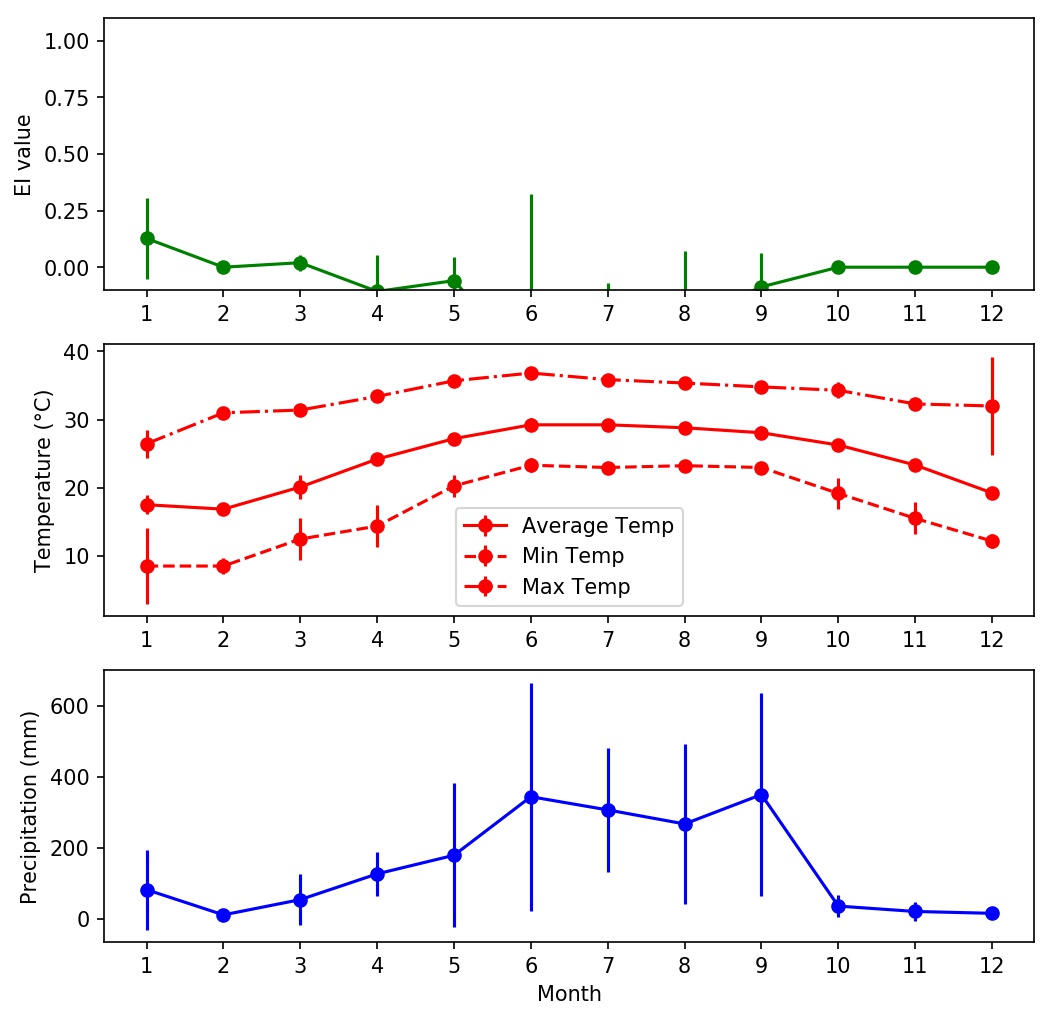 1.00
0.75
0.50
0.25
0.00
EI value
1 2 3 4 5 6 7 8 9 10 11 12
40
30
20
10
Temperature (°C)
Average Temp
Min Temp
Max Temp
1 2 3 4 5 6 7 8 9 10 11 12
600
400
200
0
Precipitation (mm)
1 2 3 4 5 6 7 8 9 10 11 12
Month